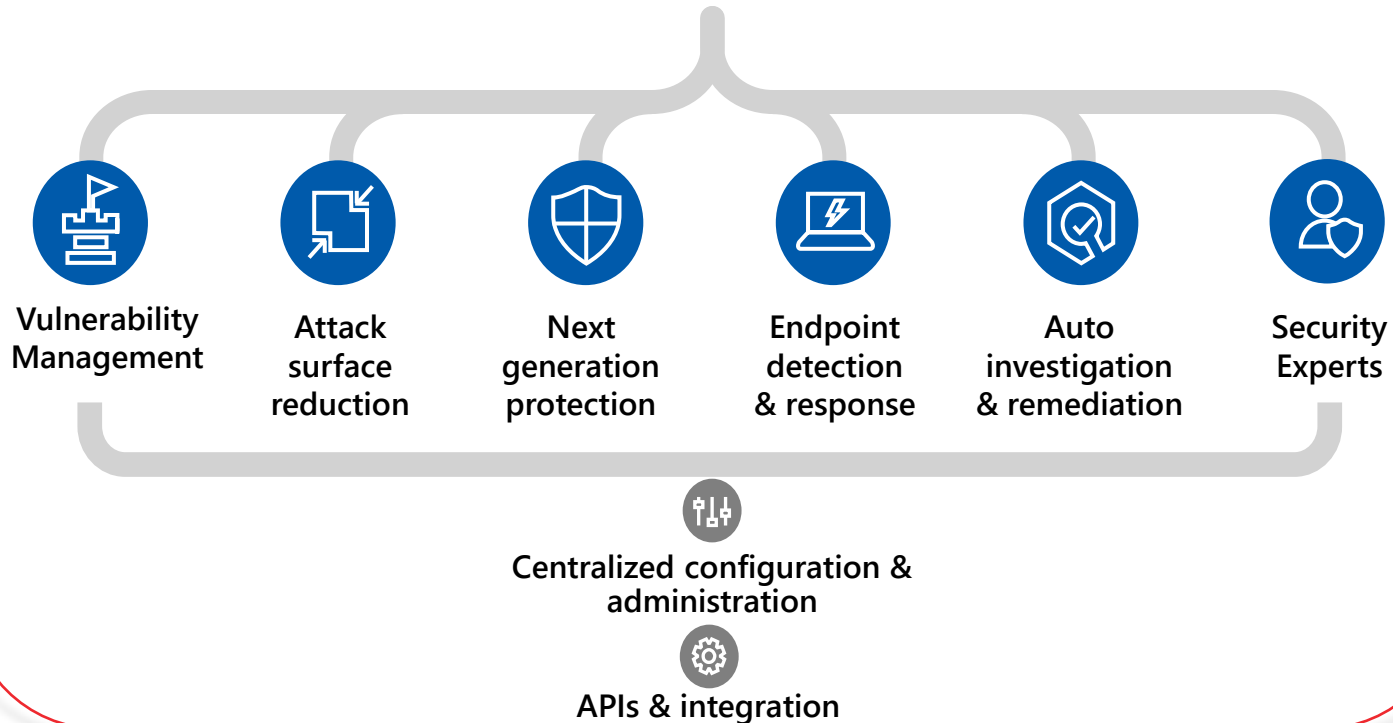 Vulnerability
Management
Attack
surface
reduction
Next
generation
protection
Endpoint
detection
& response
Auto
investigation
& remediation
Security
Experts
Centralized configuration &
administration
APIs & integration